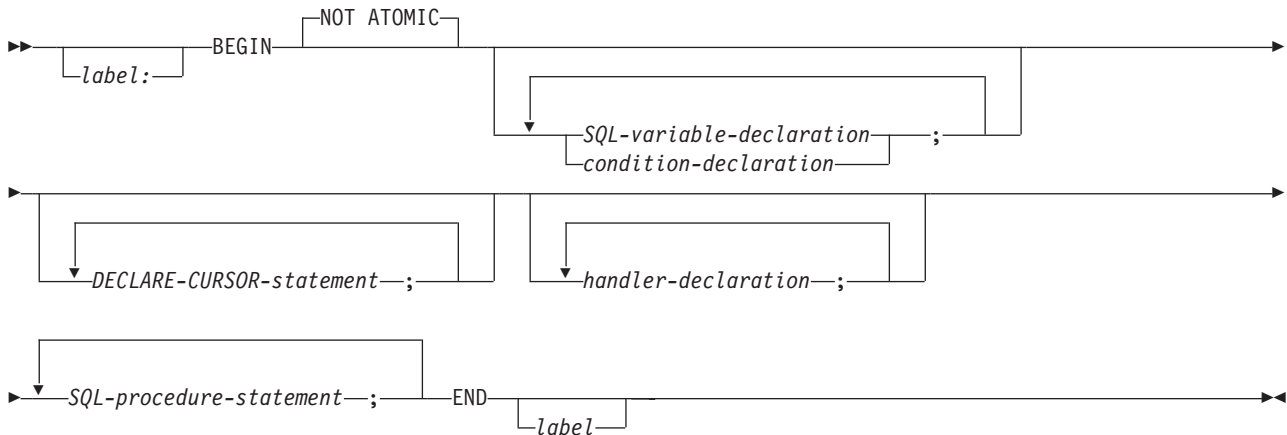 NOT ATOMIC
BEGIN
label:
SQL-variable-declaration ;
condition-declaration
DECLARE-CURSOR-statement ; handler-declaration ;
SQL-procedure-statement ; END
label